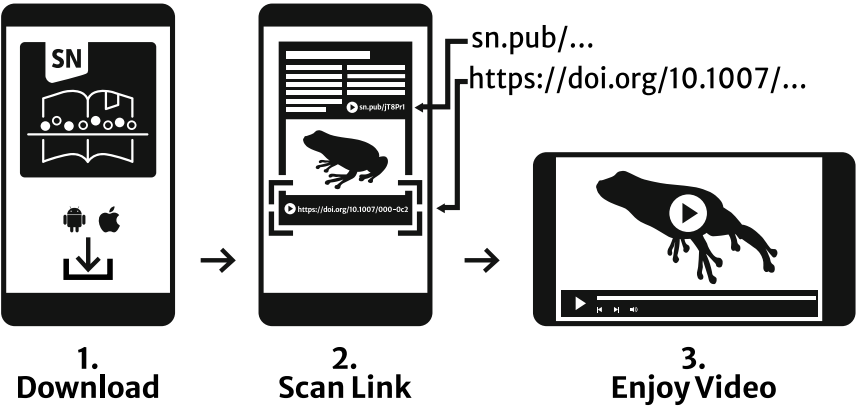 SN
sn.pub/jT8PrI
https://doi.org/10.1007/000-0c2
sn.pub/...
https://doi.org/10.1007/...
1.
Download
2.
Scan Link
3.
Enjoy Video